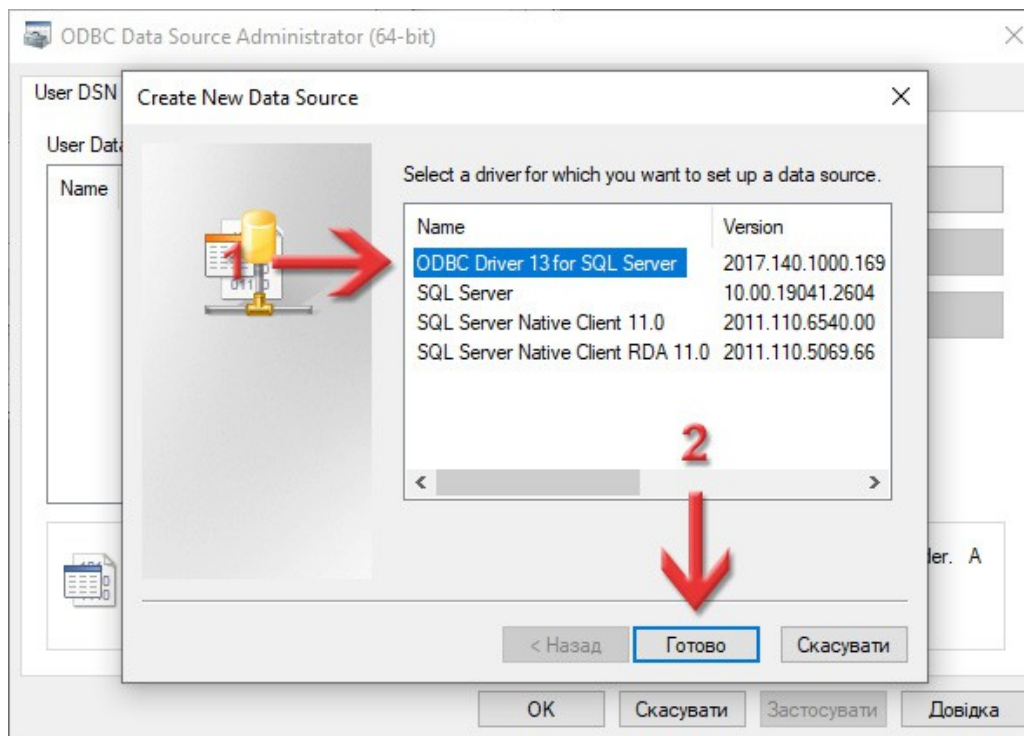 ODBC Data Source Administrator (64-bit)
User DSN
Create New Data Source
User Data
Name
Select a driver for which you want to set up a data source.
Name Version
ODBC Driver 13 for SQL Server 2017.140.1000.169
SQL Server 10.00.19041.2604
SQL Server Native Client 11.0 2011.110.6540.00
SQL Server Native Client RDA 11.0 2011.110.5069.66
1
2
der. A
< Назад Готово Скасувати
OK Скасувати Застосувати Довідка